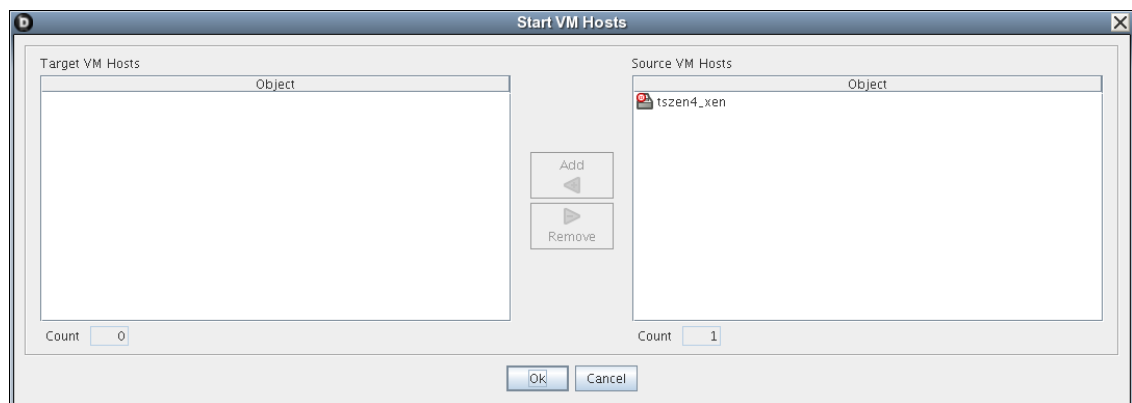 Start VM Hosts
Target VM Hosts
Source VM Hosts
Object
Object
tszen4_xen
Add
Remove
Count 0
Count 1
Ok
Cancel